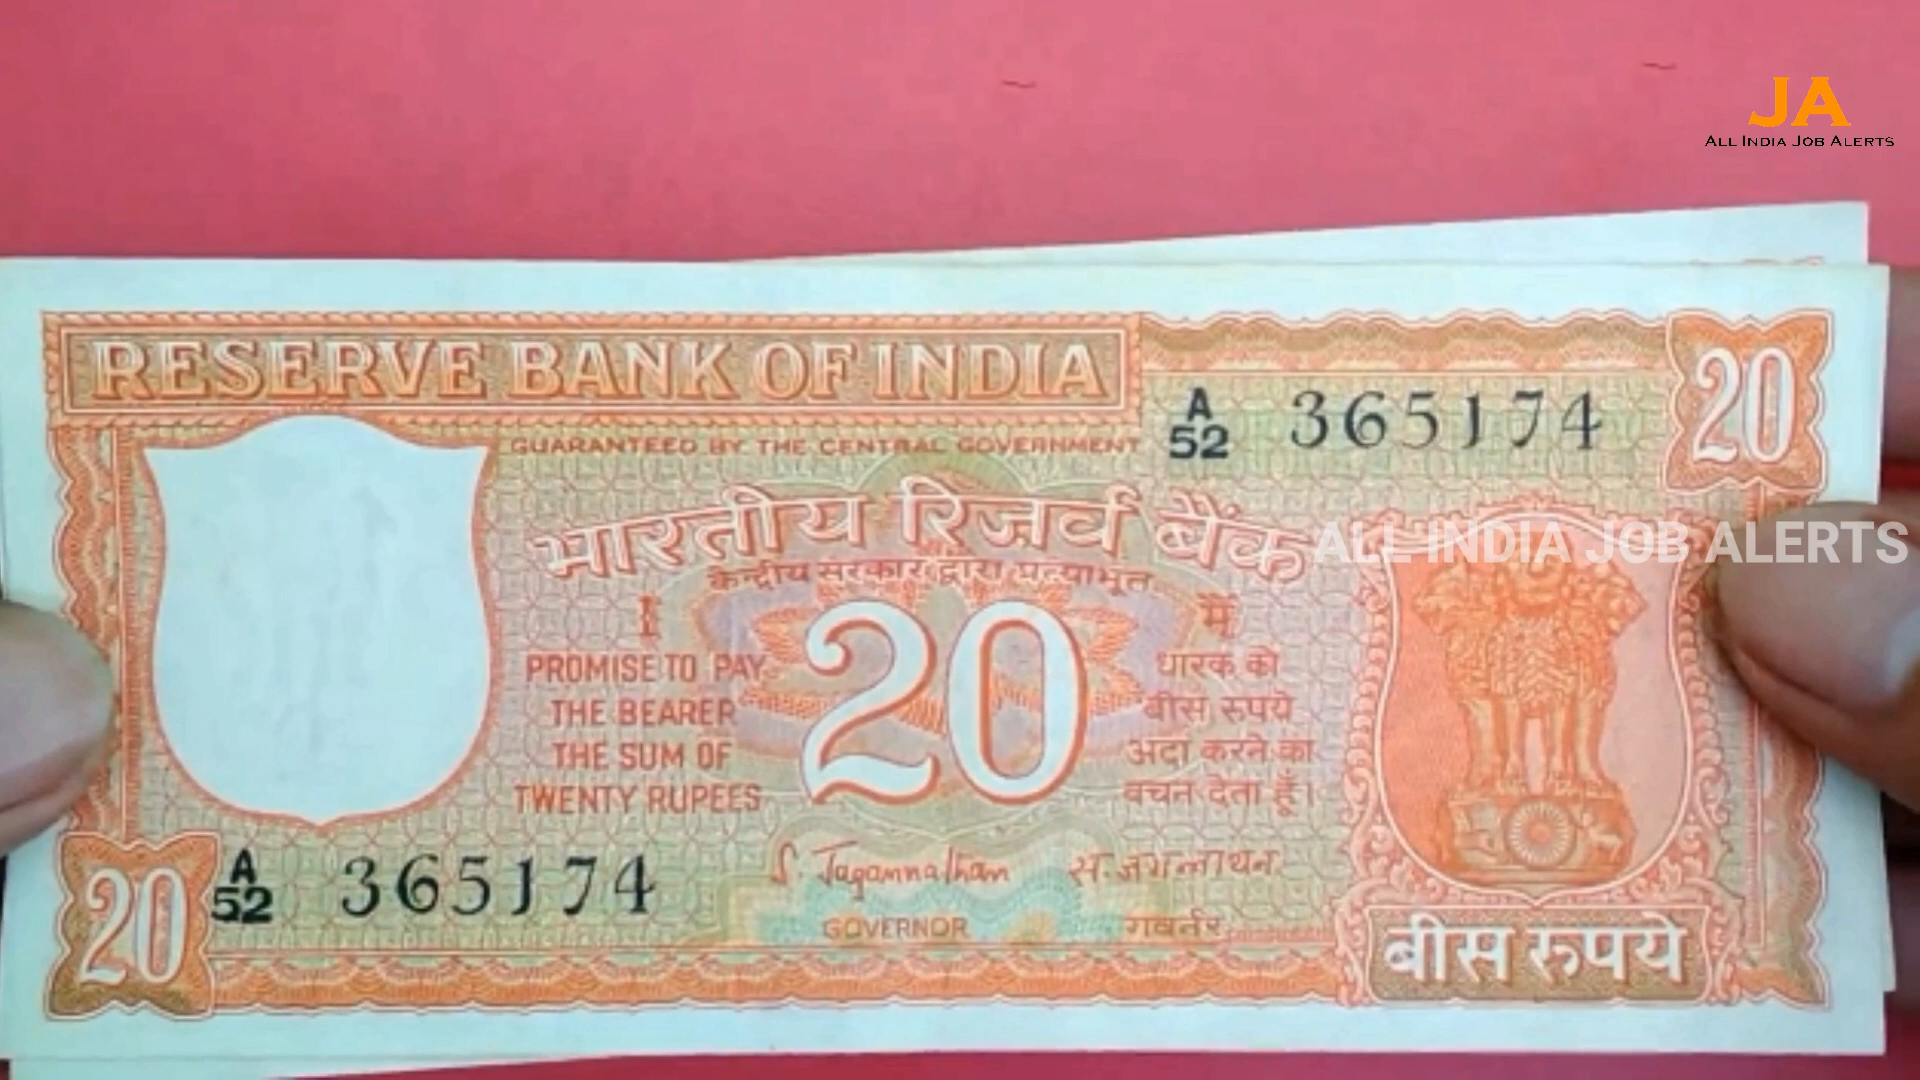 JA
ALL INDIA JOB ALERTS
RESERVE BANK OF INDIA
20
A
52 365174
GUARANTEED BY THE CENTRAL GOVERNMENT
भारतीय रिज़र्व बैंक
ALL INDIA JOB ALERTS
केन्द्रीय सरकार द्वारा प्रत्याभूत
I
PROMISE TO PAY
THE BEARER
THE SUM OF
TWENTY RUPEES
20
मैं
धारक को
बीस रुपये
अदा करने का
वचन देता हूँ।
A
52 365174
20
S. Jagannathan
स. जगन्नाथन
GOVERNOR
गवर्नर
बीस रुपये